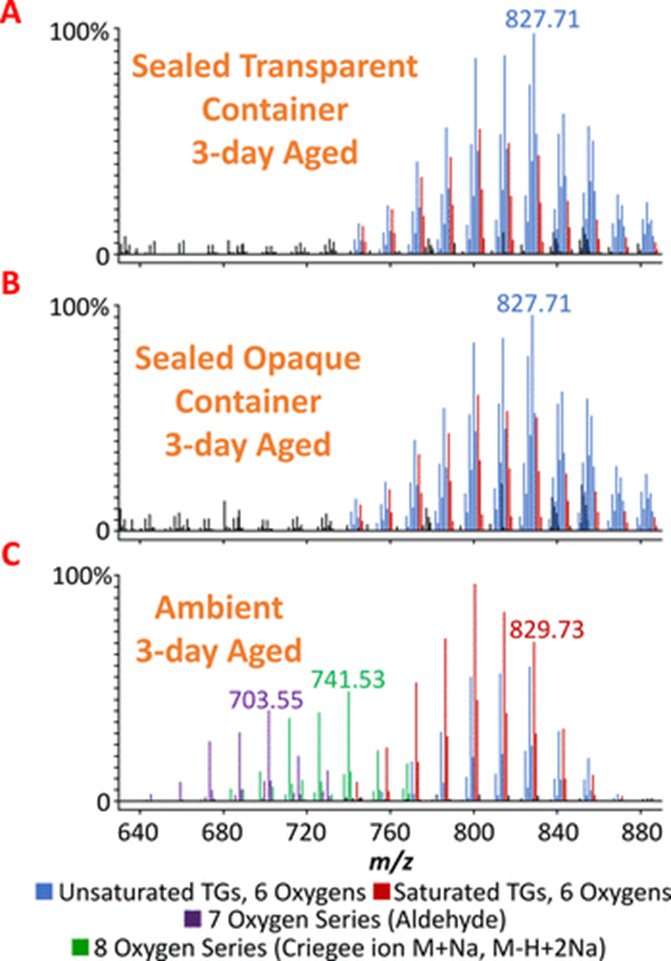 A
100%
827.71
Sealed Transparent
Container
3-day Aged
0
B
100%
827.71
Sealed Opaque
Container
3-day Aged
0
C
100%
Ambient
3-day Aged
829.73
741.53
703.55
0
640 680 720 760 800 840 880
m/z
Unsaturated TGs, 6 Oxygens Saturated TGs, 6 Oxygens
7 Oxygen Series (Aldehyde)
8 Oxygen Series (Criegee ion M+Na, M-H+2Na)